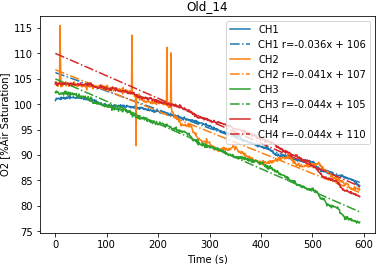 Old_14
O2 [%Air Saturation]
115
110
105
100
95
90
85
80
75
CH1
CH1 r=-0.036x + 106
CH2
CH2 r=-0.041x + 107
CH3
CH3 r=-0.044x + 105
CH4
CH4 r=-0.044x + 110
0 100 200 300 400 500 600
Time (s)